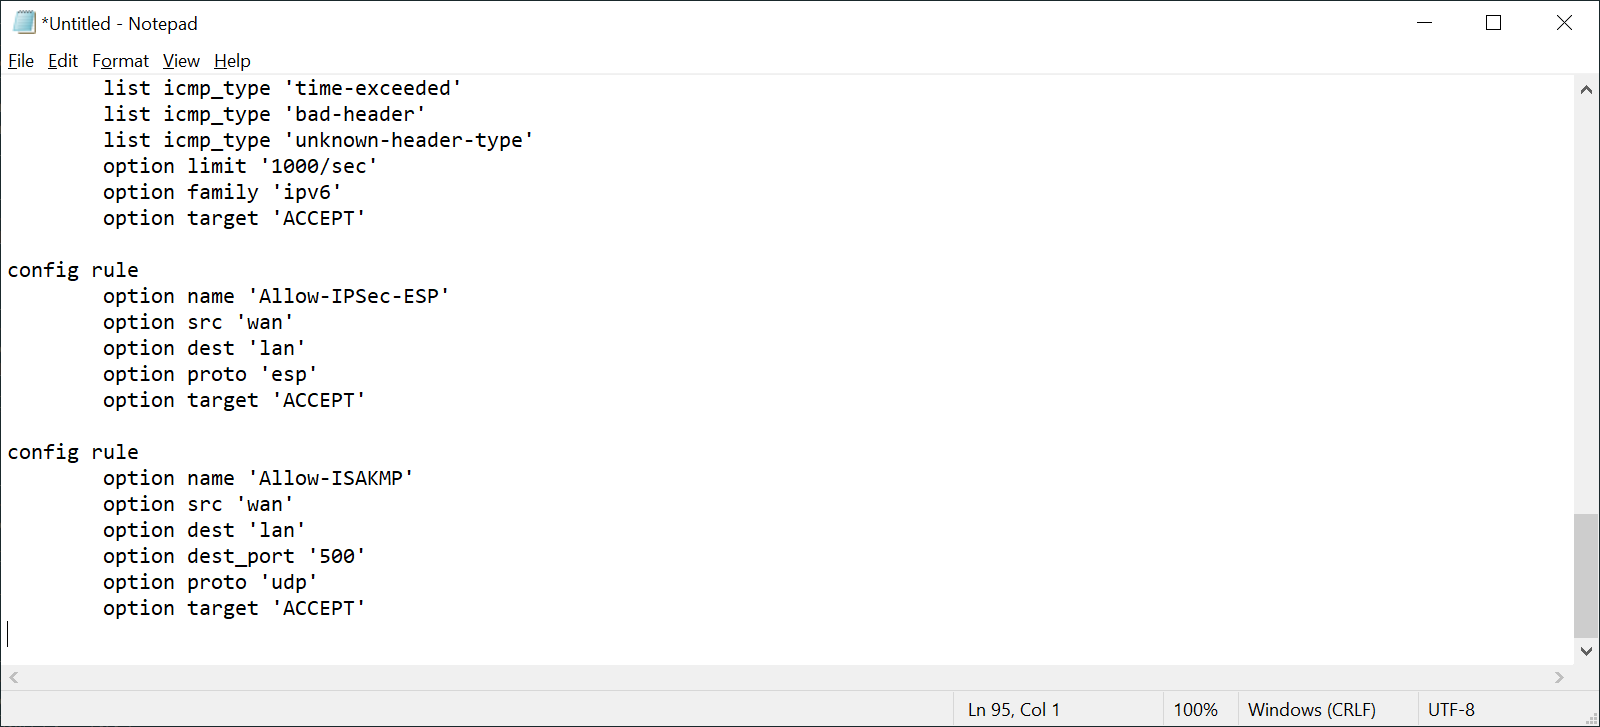 *Untitled - Notepad
File Edit Format View Help
list icmp_type 'time-exceeded'
list icmp_type 'bad-header'
list icmp_type 'unknown-header-type'
option limit '1000/sec'
option family 'ipv6'
option target 'ACCEPT'
config rule
option name 'Allow-IPSec-ESP'
option src 'wan'
option dest 'lan'
option proto 'esp'
option target 'ACCEPT'
config rule
option name 'Allow-ISAKMP'
option src 'wan'
option dest 'lan'
option dest_port '500'
option proto 'udp'
option target 'ACCEPT'
Ln 95, Col 1 100% Windows (CRLF) UTF-8